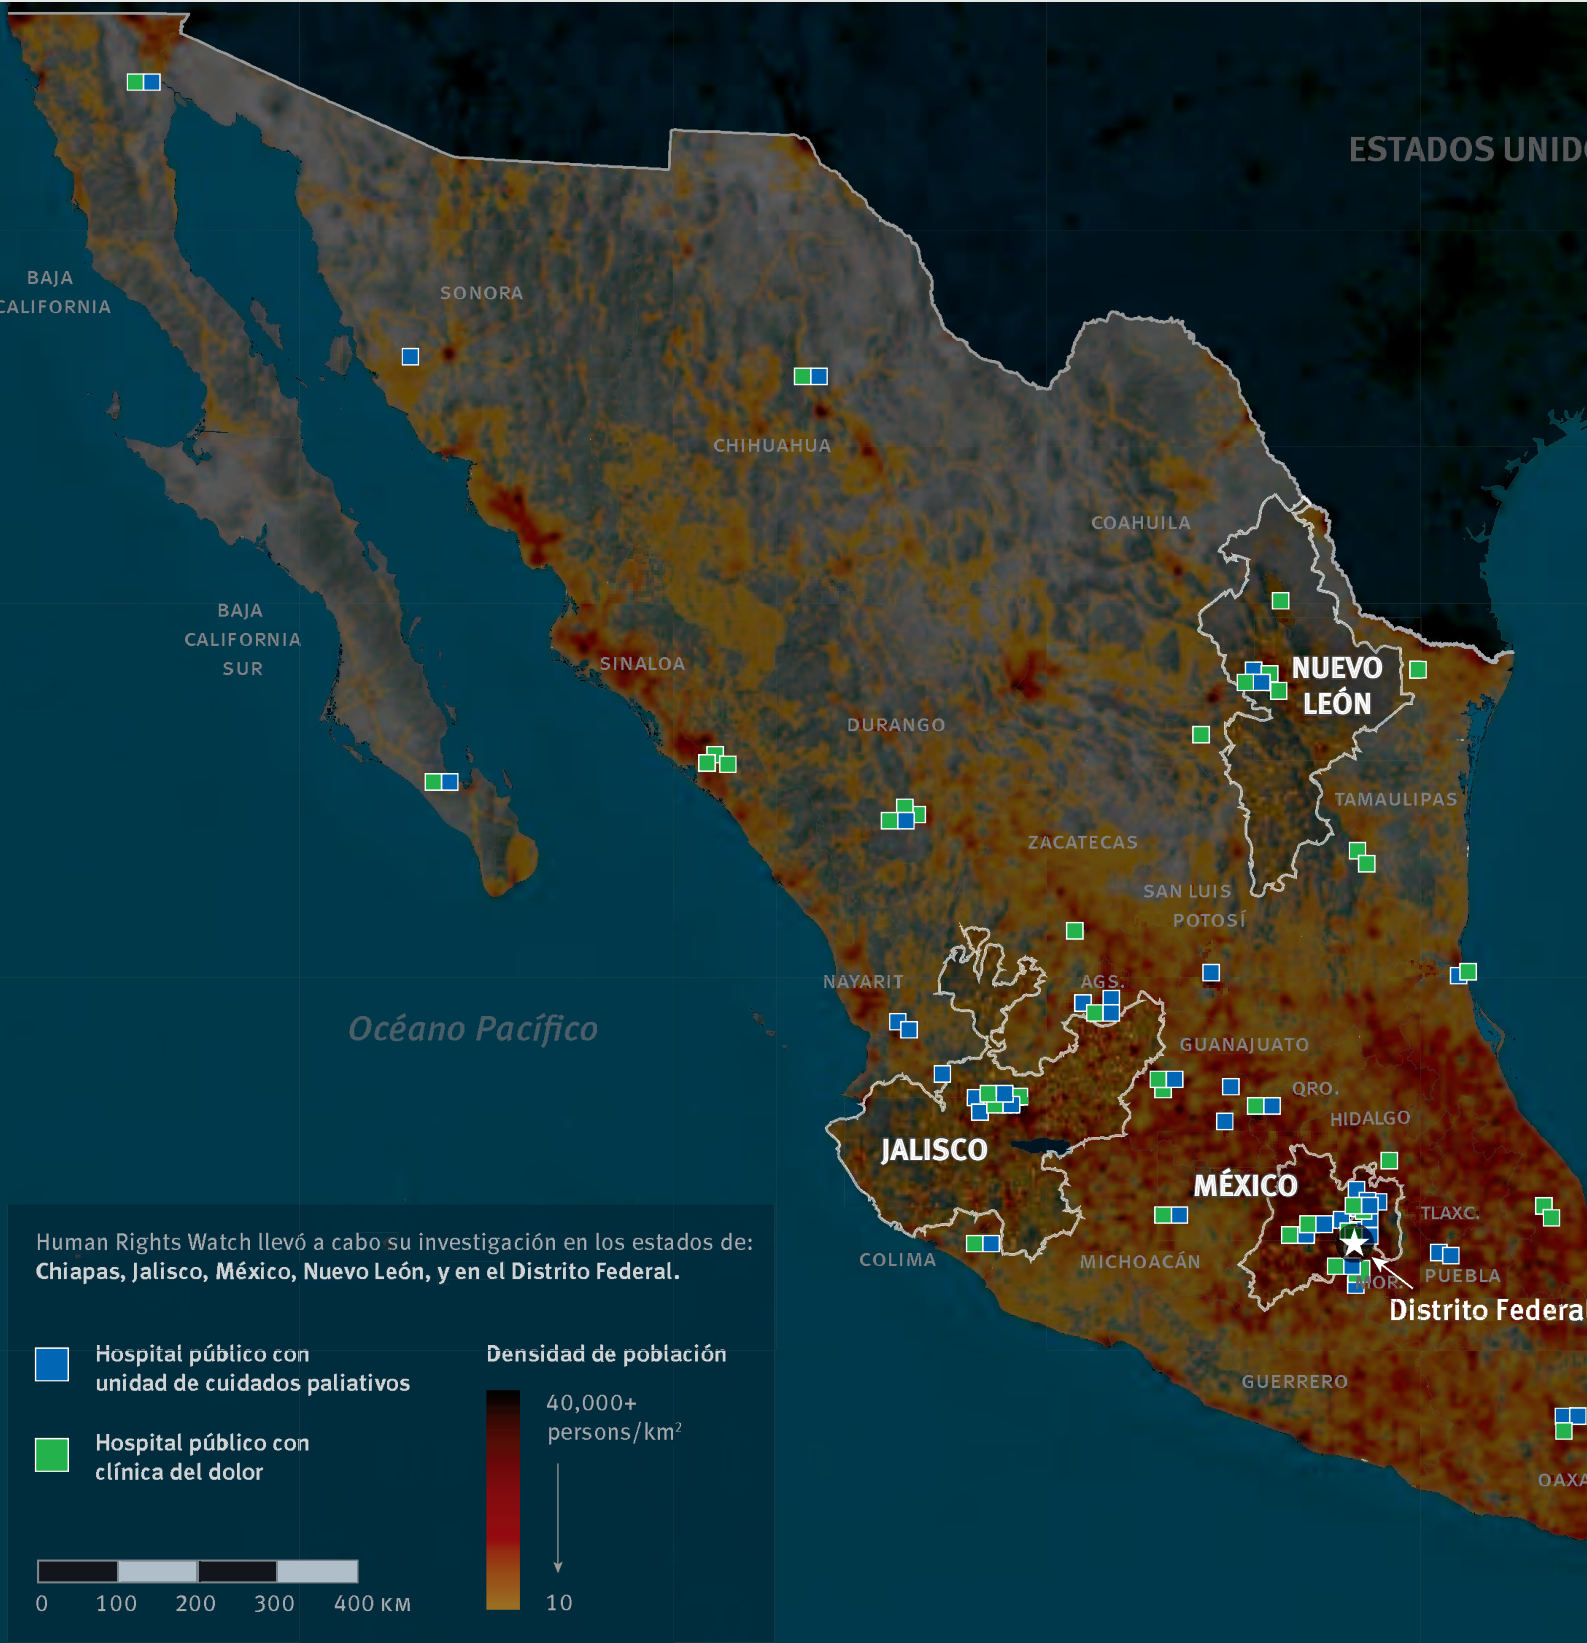 ESTADOS UNID
BAJA
CALIFORNIA
SONORA
CHIHUAHUA
COAHUILA
BAJA
CALIFORNIA
SUR
SINALOA
NUEVO
LEÓN
DURANGO
TAMAULIPAS
ZACATECAS
SAN LUIS
POTOSÍ
NAYARIT
AGS.
Océano Pacífico
GUANAJUATO
QRO.
HIDALGO
JALISCO
MÉXICO
TLAXC.
COLIMA
MICHOACÁN
MOR.
PUEBLA
Distrito Federal
GUERRERO
OAXA
Human Rights Watch llevó a cabo su investigación en los estados de:
Chiapas, Jalisco, México, Nuevo León, y en el Distrito Federal.
Hospital público con
unidad de cuidados paliativos
Hospital público con
clínica del dolor
Densidad de población
40,000+
persons/km²
10
0 100 200 300 400 KM